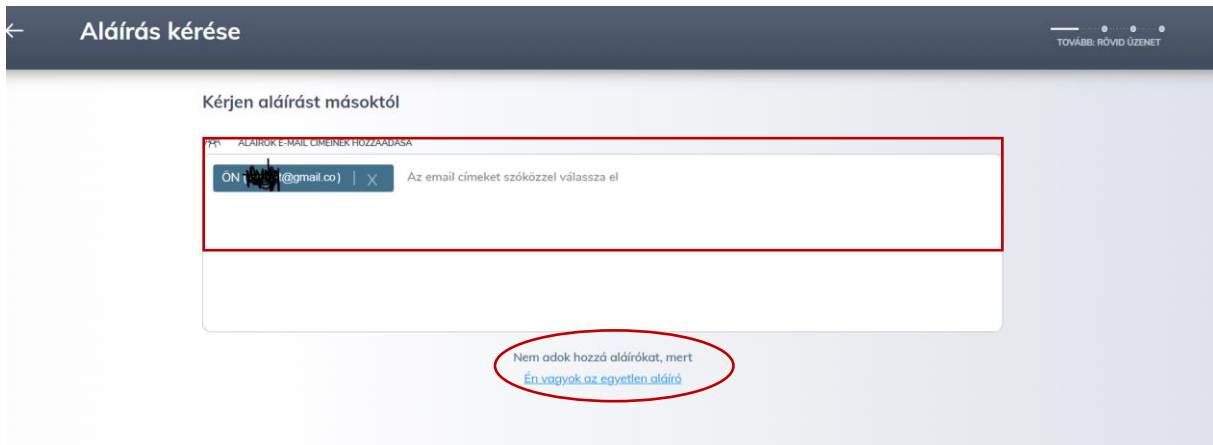 Aláírás kérése
TOVÁBB: RÖVID ÜZENET
Kérjen aláírást másoktól
ALÁÍRÓK E-MAIL CÍMEINEK HOZZÁADÁSA
ÖN @gmail.co) | X Az email címeket szóközzel válassza el
Nem adok hozzá aláírókat, mert
Én vagyok az egyetlen aláíró